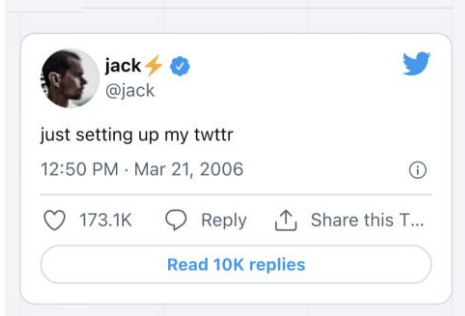 jack⚡
@jack
just setting up my twttr
12:50 PM · Mar 21, 2006
173.1K Reply Share this T...
Read 10K replies